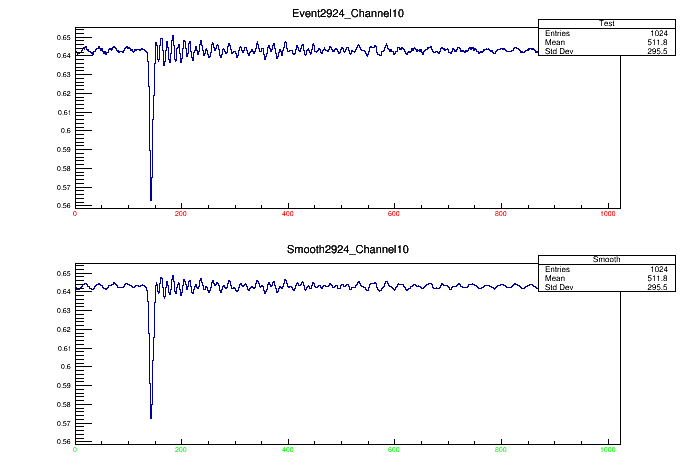 Event2924_Channel10
Test
Entries 1024
Mean 511.8
Std Dev 295.5
0.65
0.64
0.63
0.62
0.61
0.6
0.59
0.58
0.57
0.56
0 200 400 600 800 1000
Smooth2924_Channel10
Smooth
Entries 1024
Mean 511.8
Std Dev 295.5
0.65
0.64
0.63
0.62
0.61
0.6
0.59
0.58
0.57
0.56
0 200 400 600 800 1000